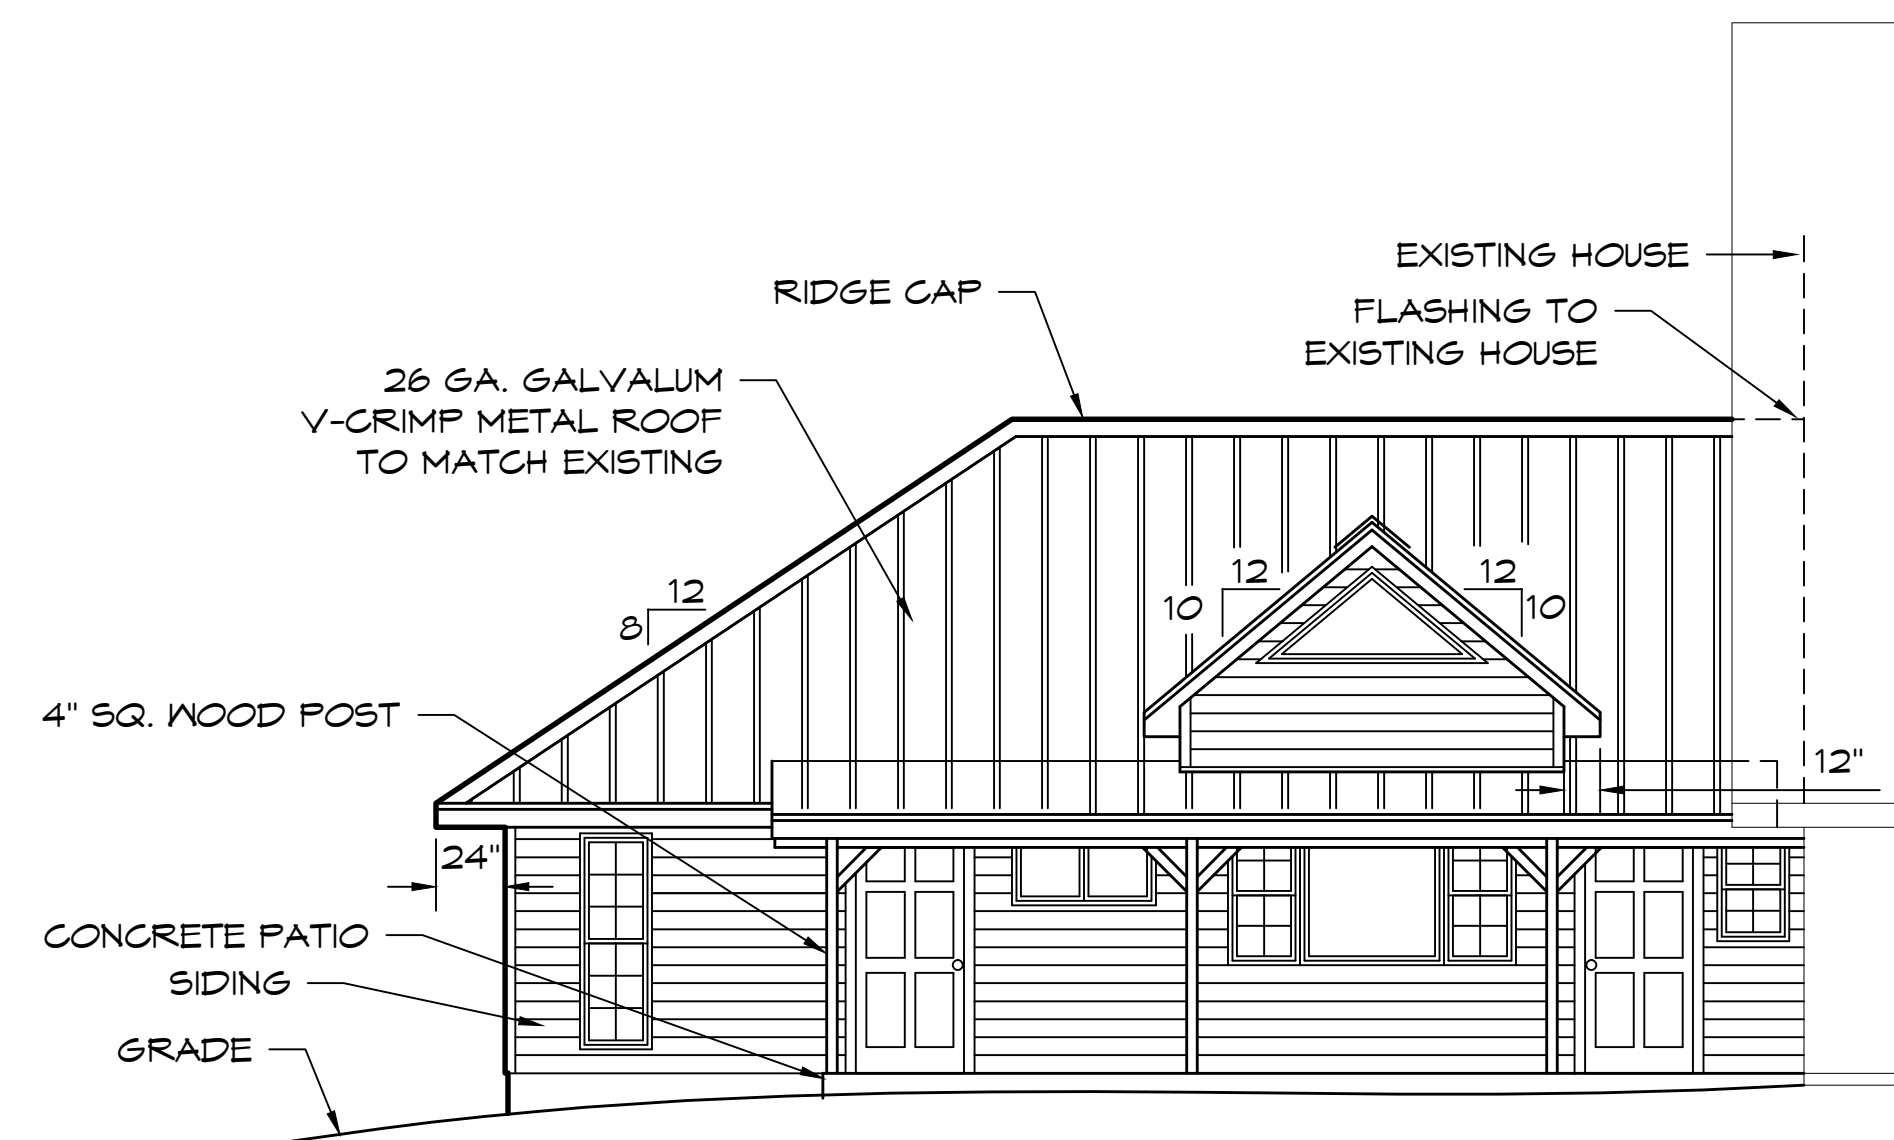 EXISTING HOUSE
RIDGE CAP
FLASHING TO
EXISTING HOUSE
26 GA. GALVALUM
V-CRIMP METAL ROOF
TO MATCH EXISTING
12
8
12
10
12
10
4" SQ. WOOD POST
12"
24"
CONCRETE PATIO
SIDING
GRADE